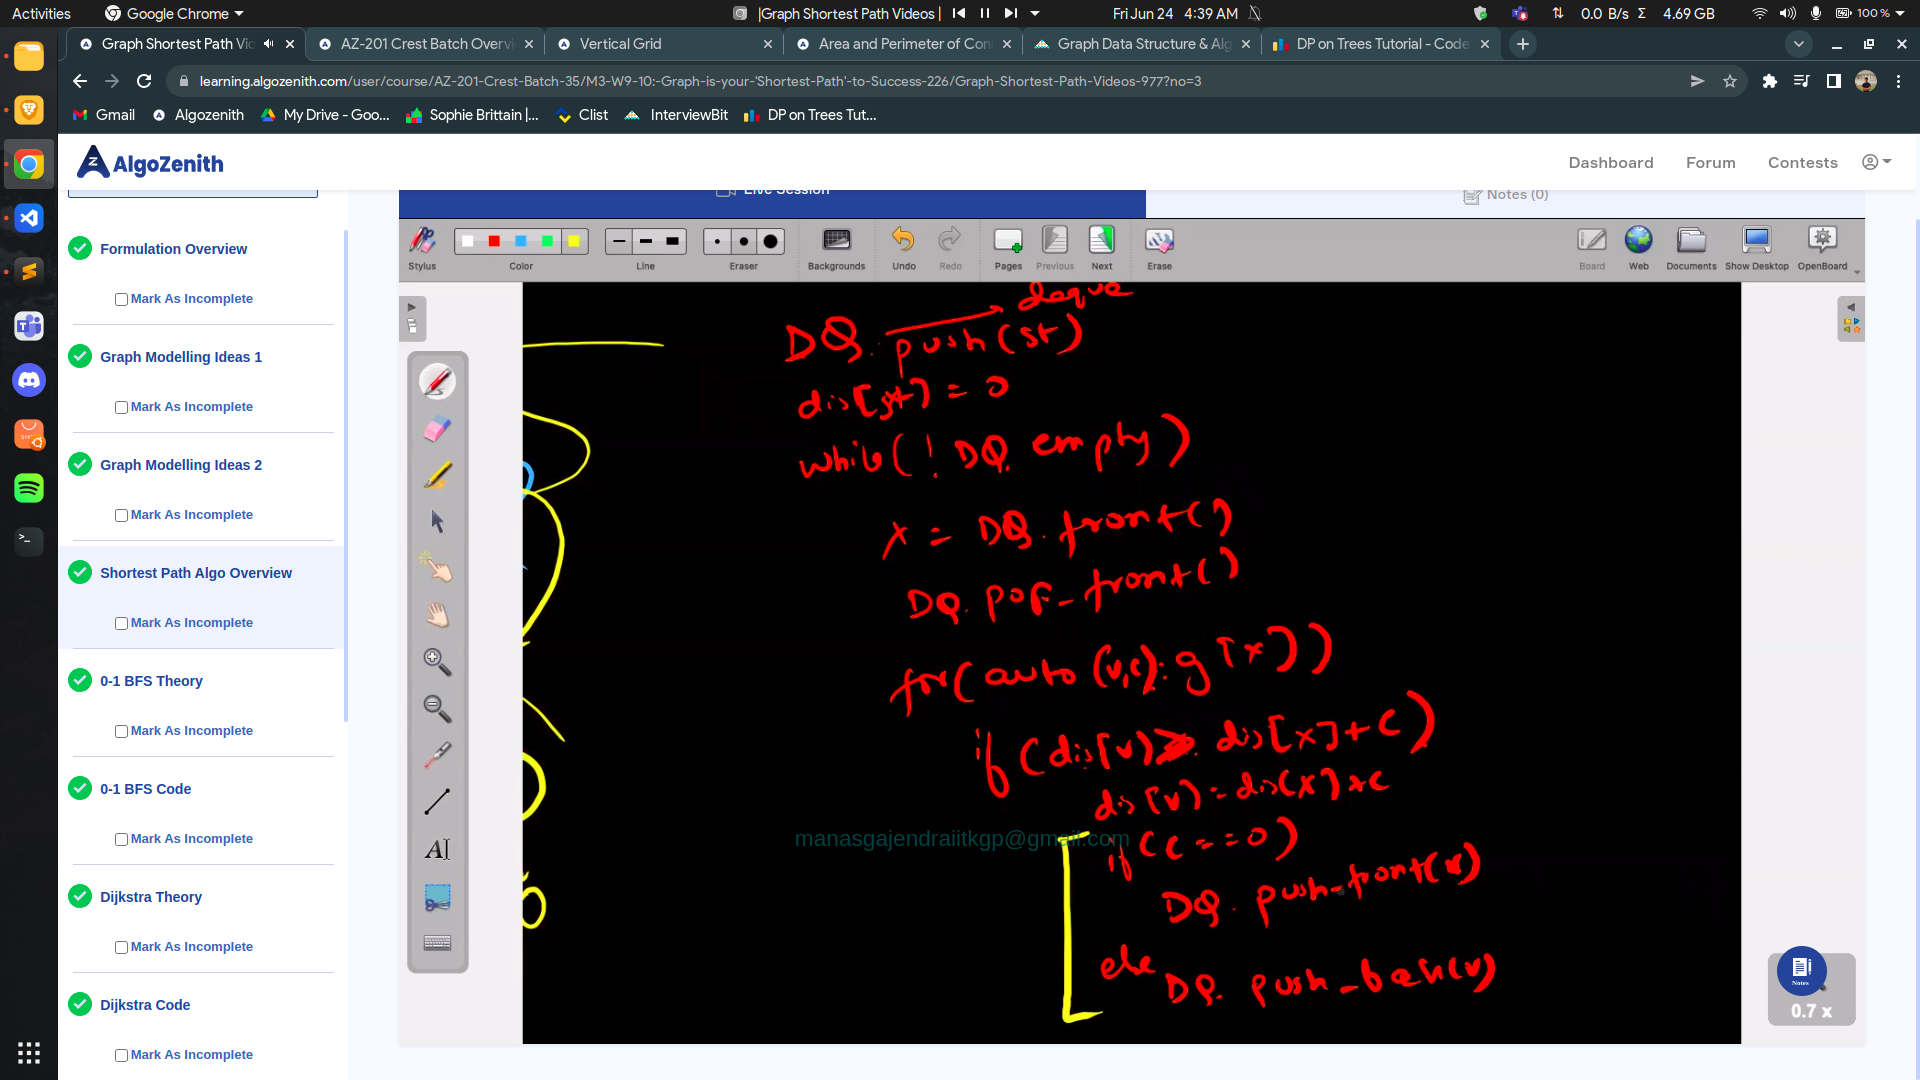 Activities
Google Chrome
|Graph Shortest Path Videos |
Fri Jun 24 4:39 AM
0.0 B/s Σ 4.69 GB
100 %
Graph Shortest Path Vid
AZ-201 Crest Batch Overvi
Vertical Grid
Area and Perimeter of Con
Graph Data Structure & Alg
DP on Trees Tutorial - Code
learning.algozenith.com/user/course/AZ-201-Crest-Batch-35/M3-W9-10:-Graph-is-your-'Shortest-Path'-to-Success-226/Graph-Shortest-Path-Videos-977?no=3
Gmail
Algozenith
My Drive - Goo...
Sophie Brittain |...
Clist
InterviewBit
DP on Trees Tut...
AlgoZenith
Dashboard
Forum
Contests
Live Session
Notes (0)
Formulation Overview
Mark As Incomplete
Graph Modelling Ideas 1
Mark As Incomplete
Graph Modelling Ideas 2
Mark As Incomplete
Shortest Path Algo Overview
Mark As Incomplete
0-1 BFS Theory
Mark As Incomplete
0-1 BFS Code
Mark As Incomplete
Dijkstra Theory
Mark As Incomplete
Dijkstra Code
Mark As Incomplete
Stylus
Color
Line
Eraser
Backgrounds
Undo
Redo
Pages
Previous
Next
Erase
Board
Web
Documents
Show Desktop
OpenBoard
deque
DQ. push(st)
dis[st] = 0
while(! DQ. empty)
x = DQ. front()
DQ. pop_front()
for(auto (v,c): g[x])
if (dis[v]> dis[x]+c)
dis[v] = dis[x]+c
manasgajendraiitkgp@gmail.com
if (c==0)
DQ. push_front(v)
else
DQ. push_back(v)
Notes
0.7 x